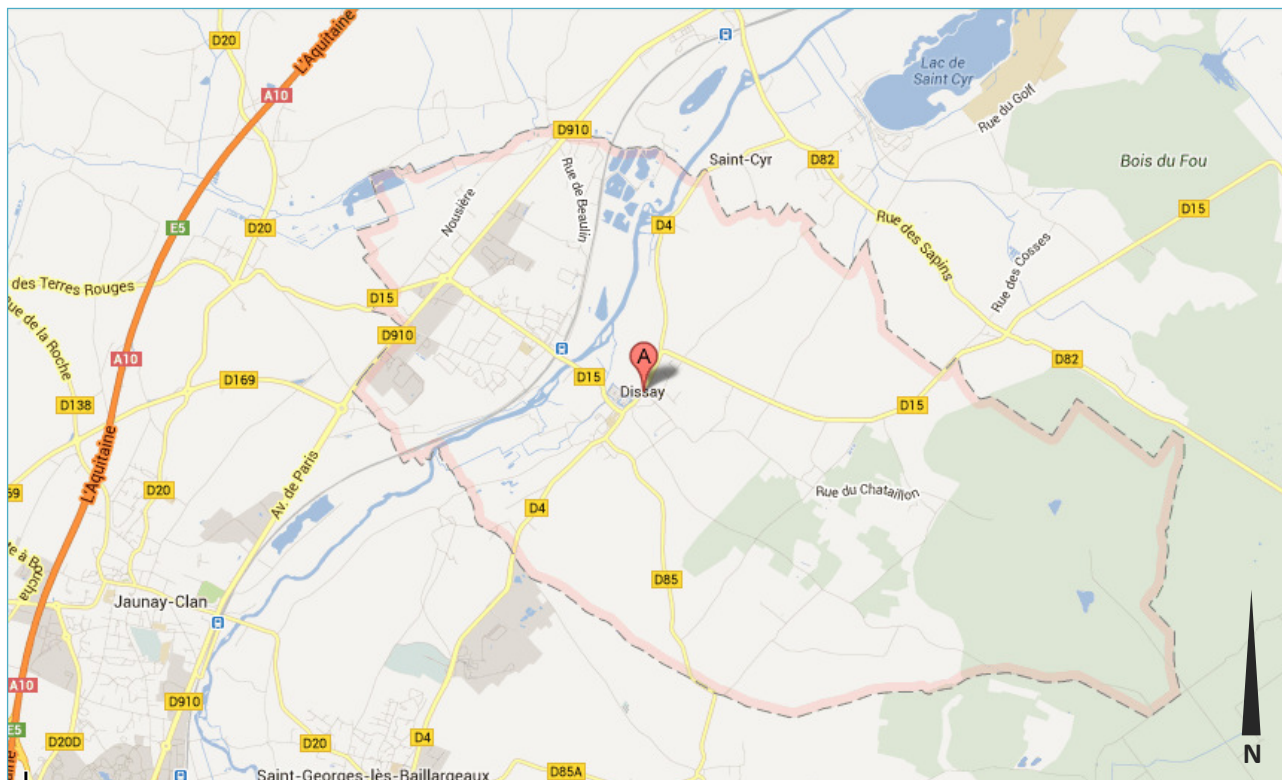 D20
L'Aquitaine
A10
D910
Lac de
Saint Cyr
Rue du Golf
Saint-Cyr
D82
Bois du Fou
Rue de Beaulin
Nousière
D15
E5
D20
D4
Rue des Sapins
Rue des Cosses
des Terres Rouges
D15
Rue de la Roche
D910
A10
D169
D138
D15
A
Dissay
D15
D82
L'Aquitaine
D20
Av. de Paris
Rue du Chataillon
D4
D85
Jaunay-Clan
A10
E5
D910
D20D
D20
D4
Saint-Georges-lès-Baillargeaux
D85A
N